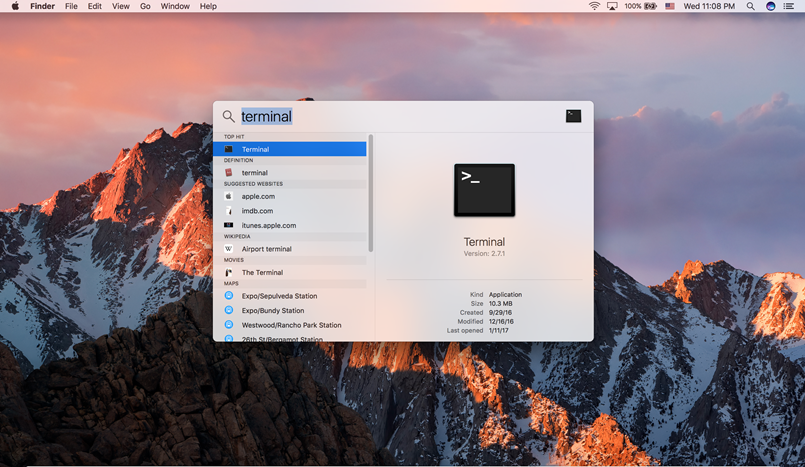 Finder File Edit View Go Window Help 100% Wed 11:08 PM
terminal
TOP HIT
Terminal
DEFINITION
terminal
SUGGESTED WEBSITES
apple.com
imdb.com
itunes.apple.com
WIKIPEDIA
Airport terminal
MOVIES
The Terminal
MAPS
Expo/Sepulveda Station
Expo/Bundy Station
Westwood/Rancho Park Station
26th St/Bergamot Station
>_
Terminal
Version: 2.7.1
Kind Application
Size 10.3 MB
Created 9/29/16
Modified 12/16/16
Last opened 1/11/17